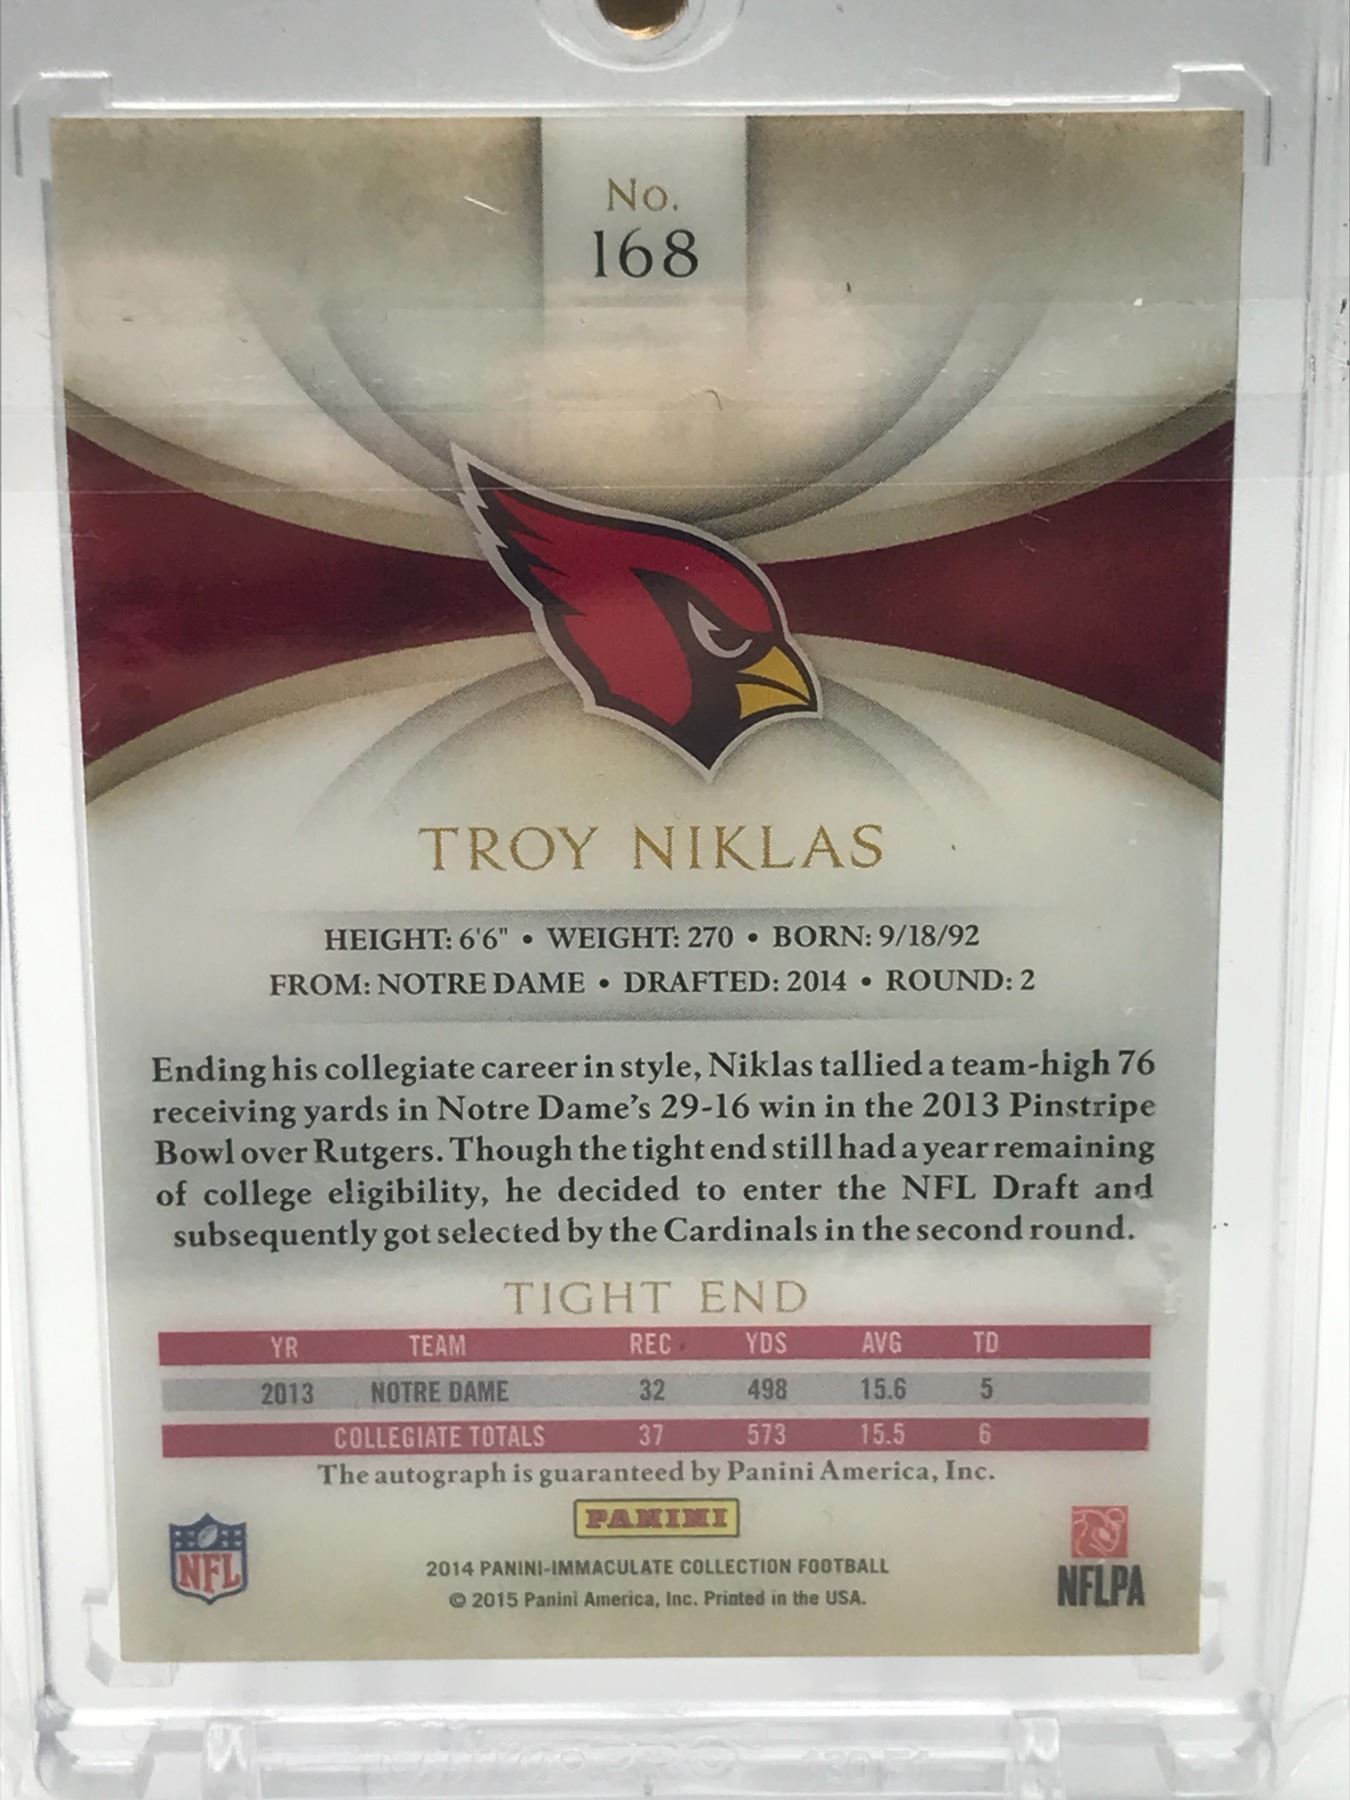 No.
168
TROY NIKLAS
HEIGHT: 6'6" • WEIGHT: 270 • BORN: 9/18/92
FROM: NOTRE DAME • DRAFTED: 2014 • ROUND: 2
Ending his collegiate career in style, Niklas tallied a team-high 76
receiving yards in Notre Dame's 29-16 win in the 2013 Pinstripe
Bowl over Rutgers. Though the tight end still had a year remaining
of college eligibility, he decided to enter the NFL Draft and
subsequently got selected by the Cardinals in the second round.
TIGHT END
YR TEAM REC YDS AVG TD
2013 NOTRE DAME 32 498 15.6 5
COLLEGIATE TOTALS 37 573 15.5 6
The autograph is guaranteed by Panini America, Inc.
PANINI
NFL
2014 PANINI-IMMACULATE COLLECTION FOOTBALL
© 2015 Panini America, Inc. Printed in the USA.
NFLPA